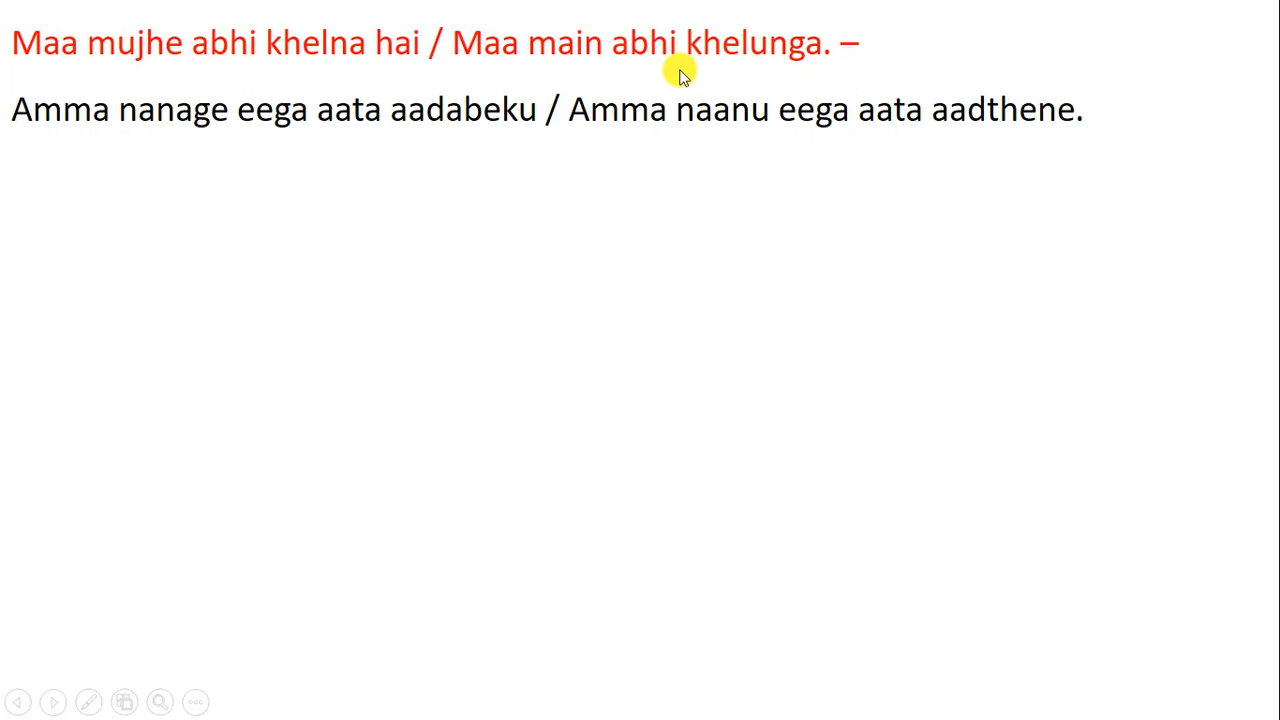 Maa mujhe abhi khelna hai / Maa main abhi khelunga. –
Amma nanage eega aata aadabeku / Amma naanu eega aata aadthene.